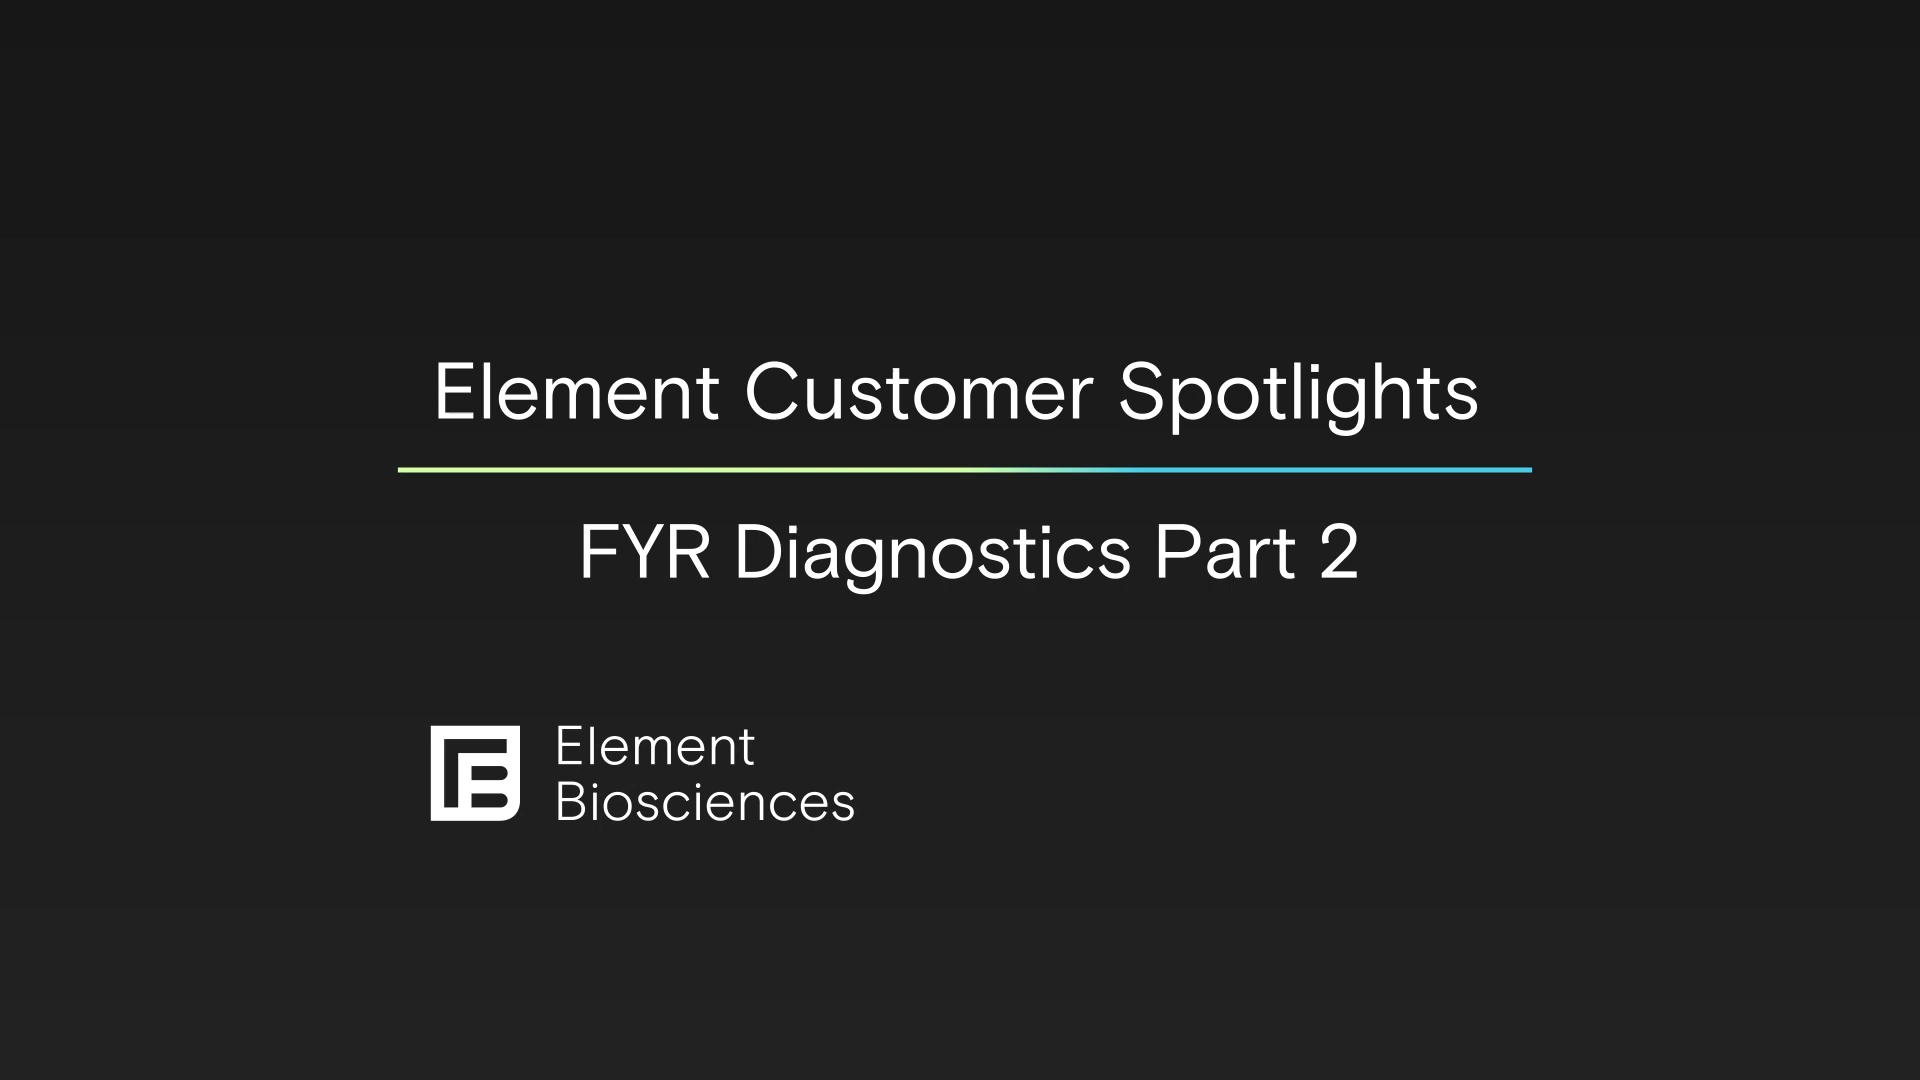 Element Customer Spotlights
FYR Diagnostics Part 2
Element
Biosciences